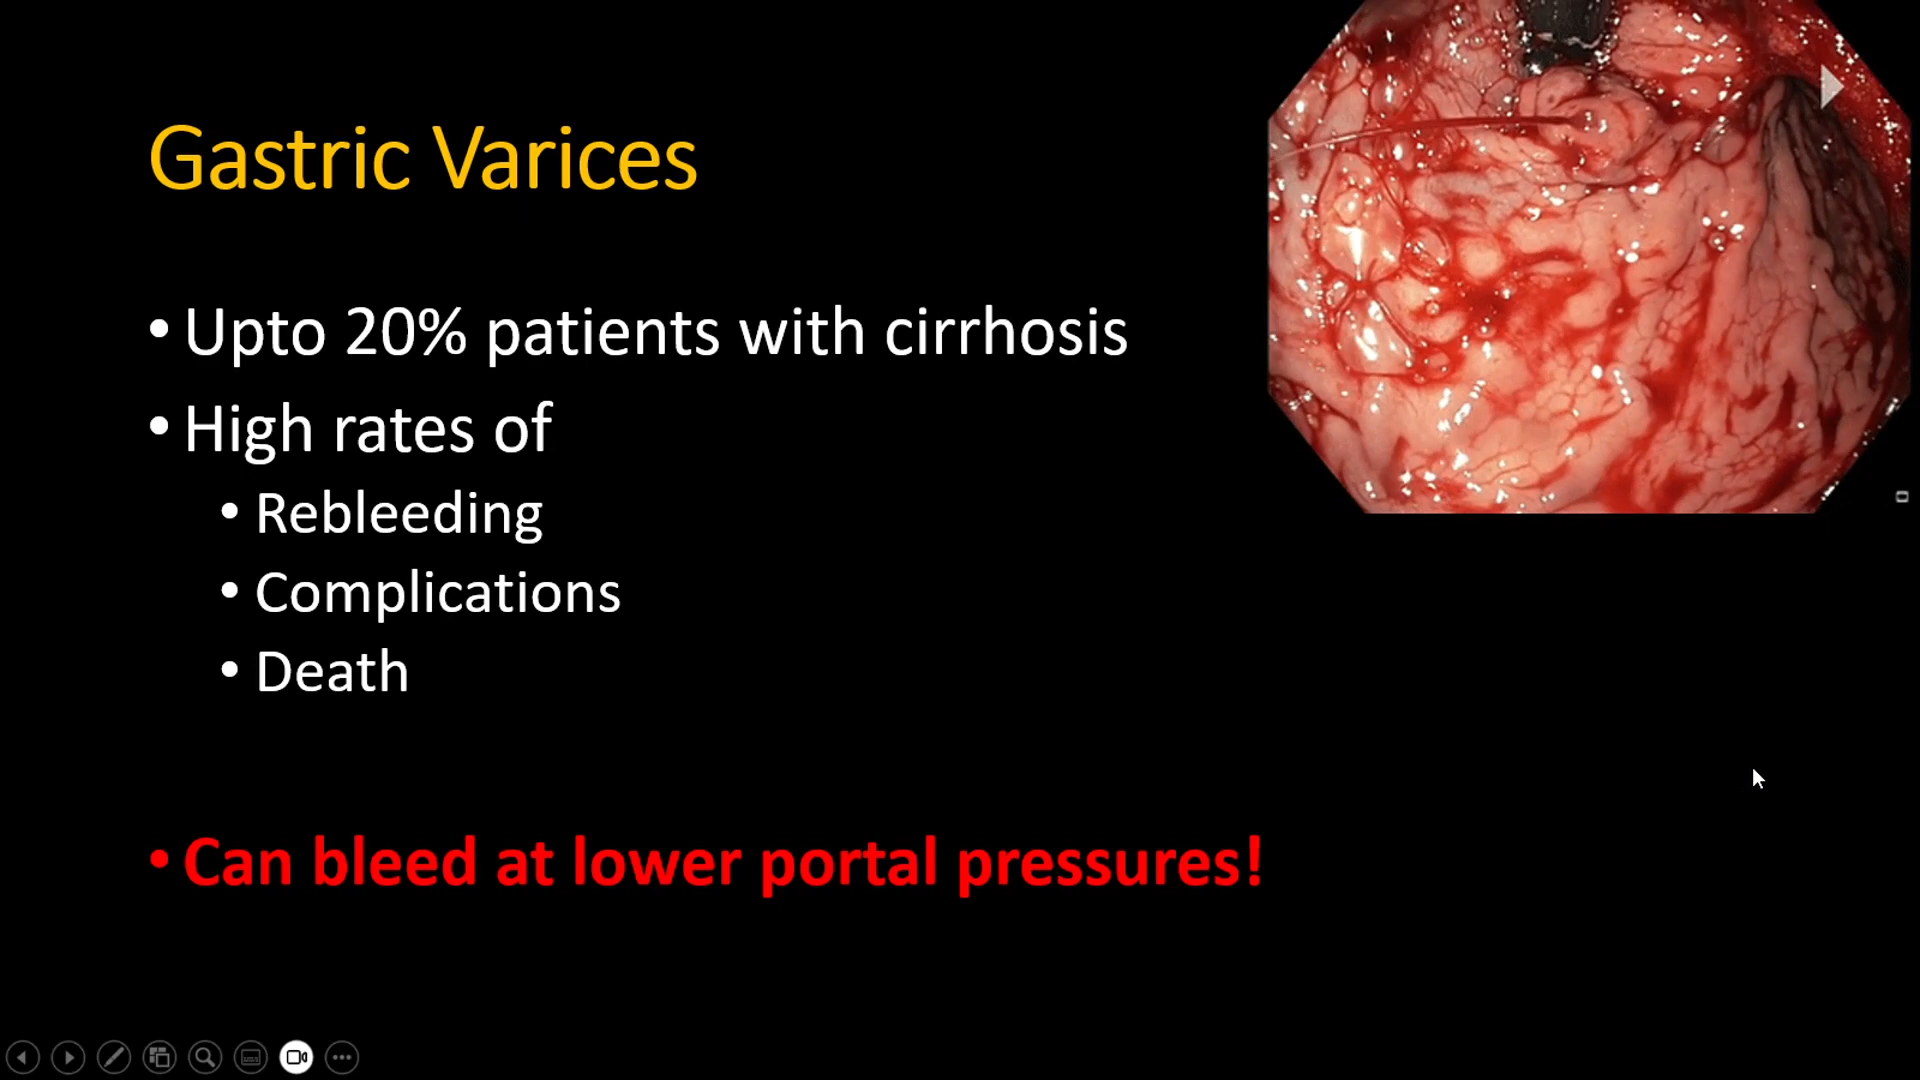 Gastric Varices
• Upto 20% patients with cirrhosis
• High rates of
• Rebleeding
• Complications
• Death
• Can bleed at lower portal pressures!